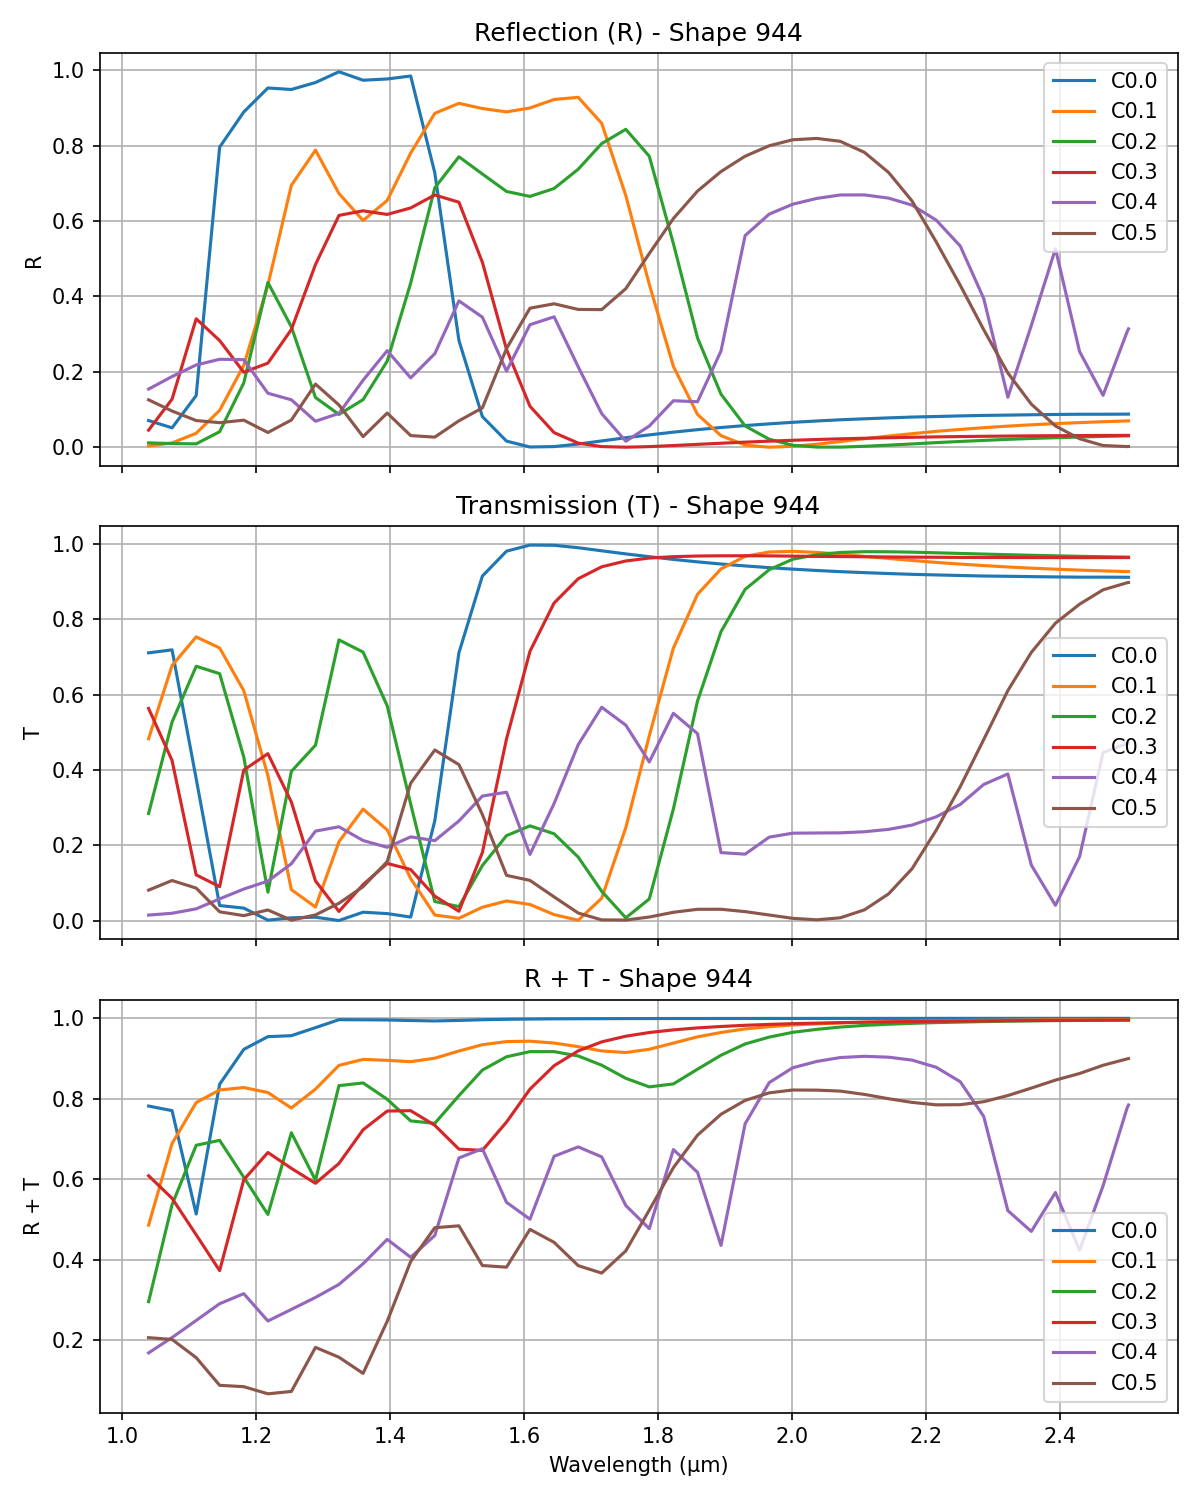 Reflection (R) - Shape 944
1.0
0.8
0.6
0.4
0.2
0.0
R
C0.0
C0.1
C0.2
C0.3
C0.4
C0.5
Transmission (T) - Shape 944
1.0
0.8
0.6
0.4
0.2
0.0
T
C0.0
C0.1
C0.2
C0.3
C0.4
C0.5
R + T - Shape 944
1.0
0.8
0.6
0.4
0.2
R + T
C0.0
C0.1
C0.2
C0.3
C0.4
C0.5
1.0 1.2 1.4 1.6 1.8 2.0 2.2 2.4
Wavelength (μm)